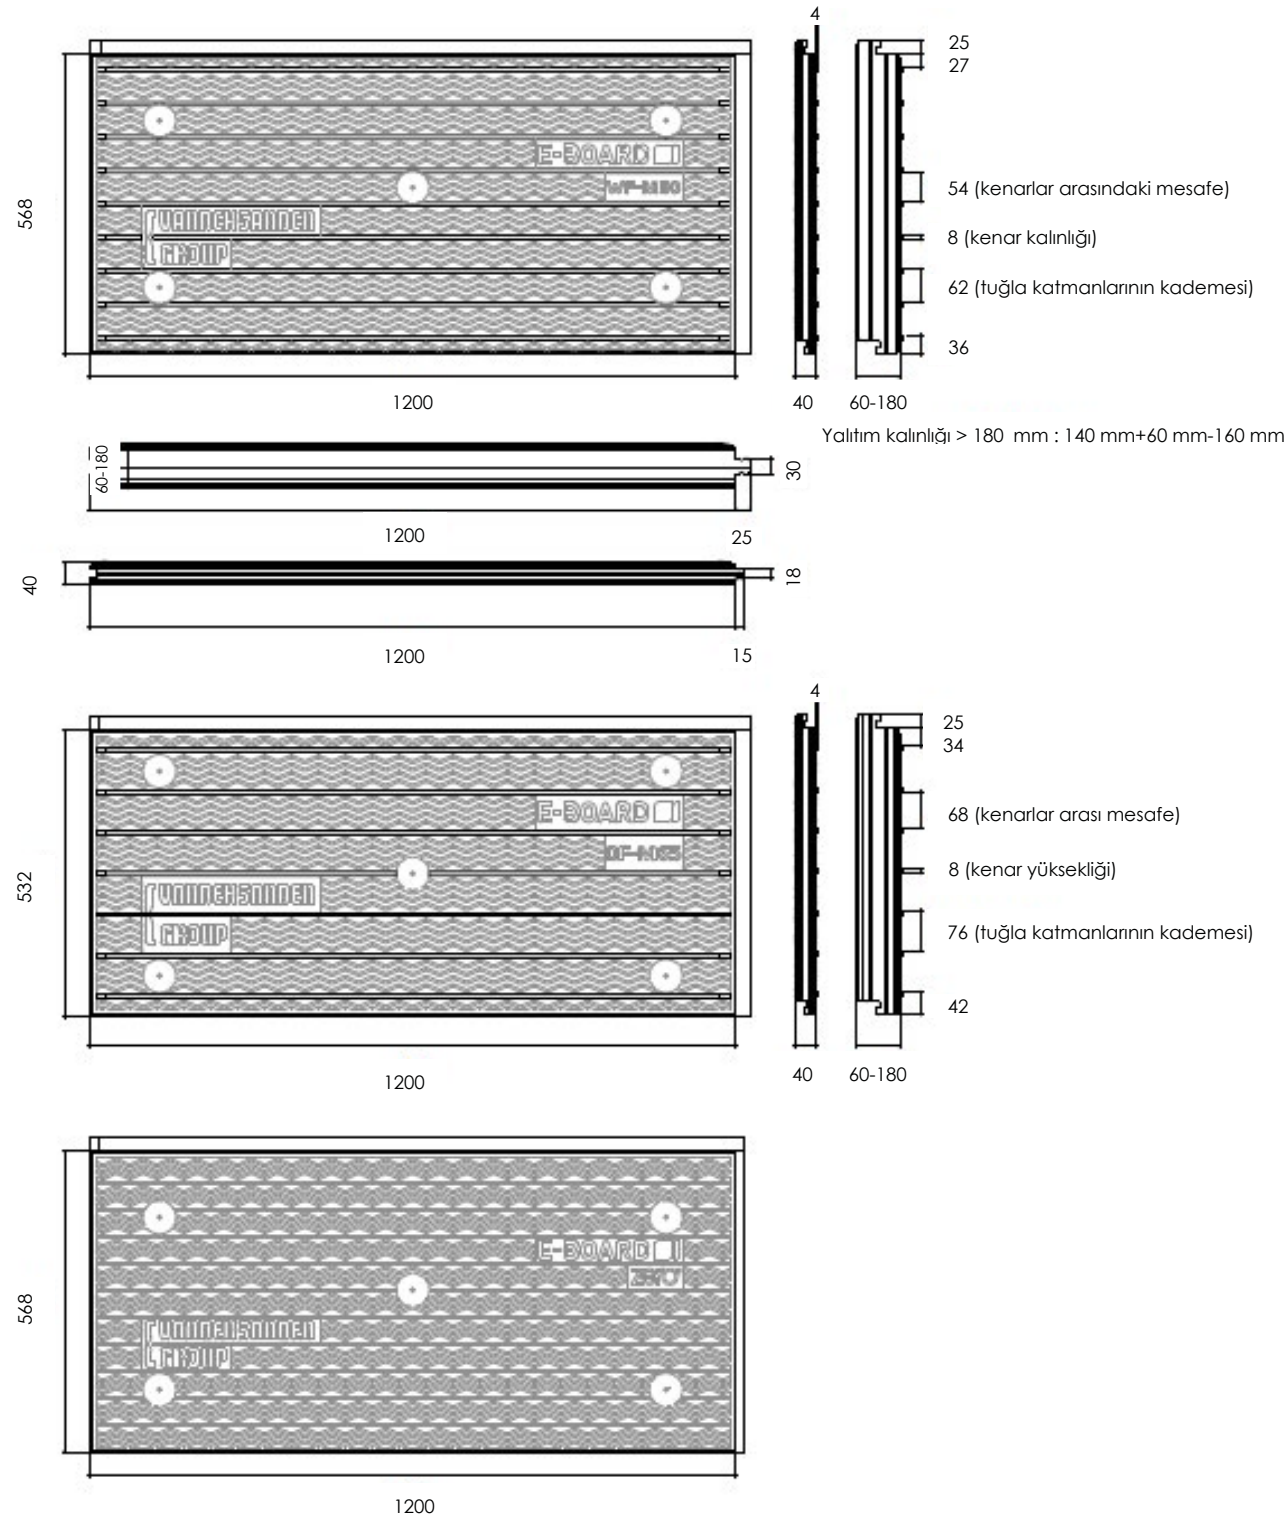 4
25
27
E-BOARD
568
VANDERSANDEN
GROUP
54 (kenarlar arasındaki mesafe)
8 (kenar kalınlığı)
62 (tuğla katmanlarının kademesi)
36
1200
40
60-180
Yalıtım kalınlığı > 180 mm : 140 mm+60 mm-160 mm
60-180
30
1200
25
40
18
1200
15
4
25
34
E-BOARD
532
VANDERSANDEN
GROUP
68 (kenarlar arası mesafe)
8 (kenar yüksekliği)
76 (tuğla katmanlarının kademesi)
42
1200
40
60-180
E-BOARD
ZERO
568
VANDERSANDEN
GROUP
1200